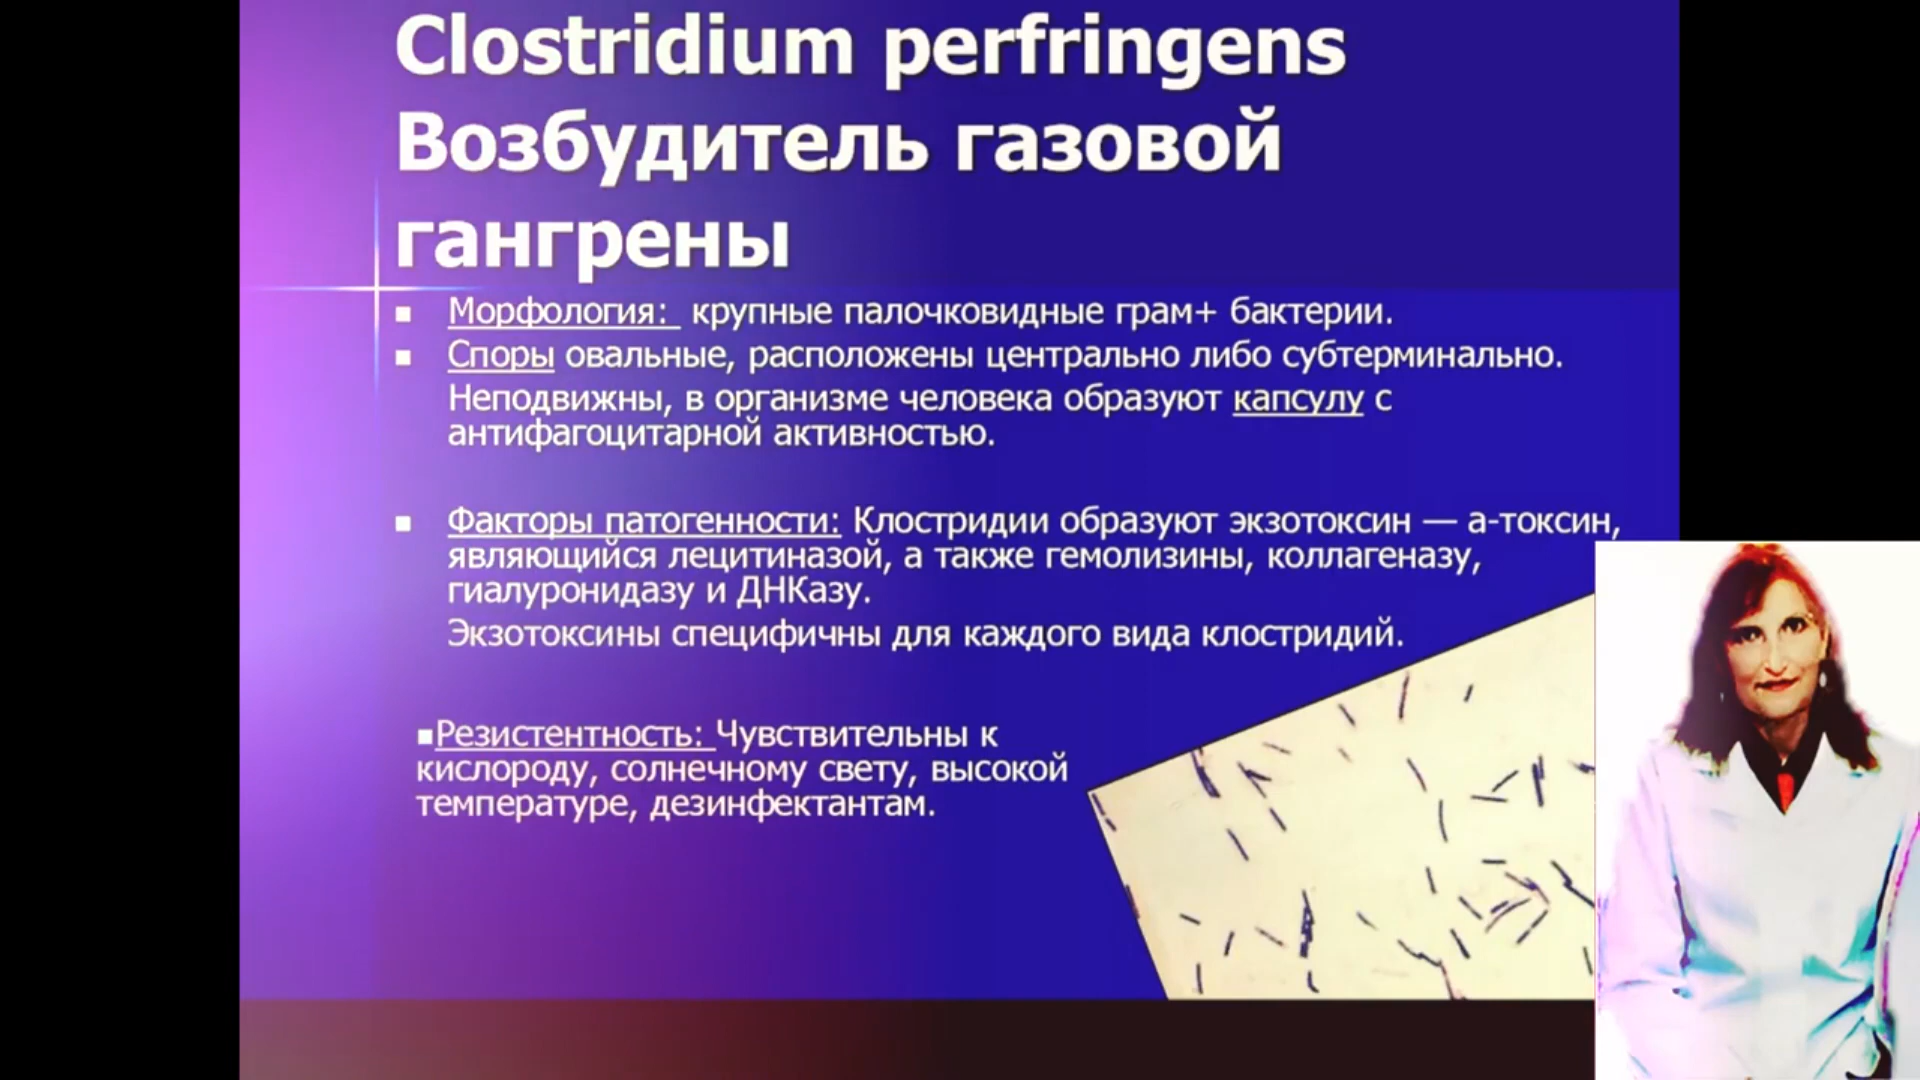 Clostridium perfringens
Возбудитель газовой
гангрены
Морфология: крупные палочковидные грам+ бактерии.
Споры овальные, расположены центрально либо субтерминально.
Неподвижны, в организме человека образуют капсулу с
антифагоцитарной активностью.
Факторы патогенности: Клостридии образуют экзотоксин — а-токсин,
являющийся лецитиназой, а также гемолизины, коллагеназу,
гиалуронидазу и ДНКазу.
Экзотоксины специфичны для каждого вида клостридий.
Резистентность: Чувствительны к
кислороду, солнечному свету, высокой
температуре, дезинфектантам.